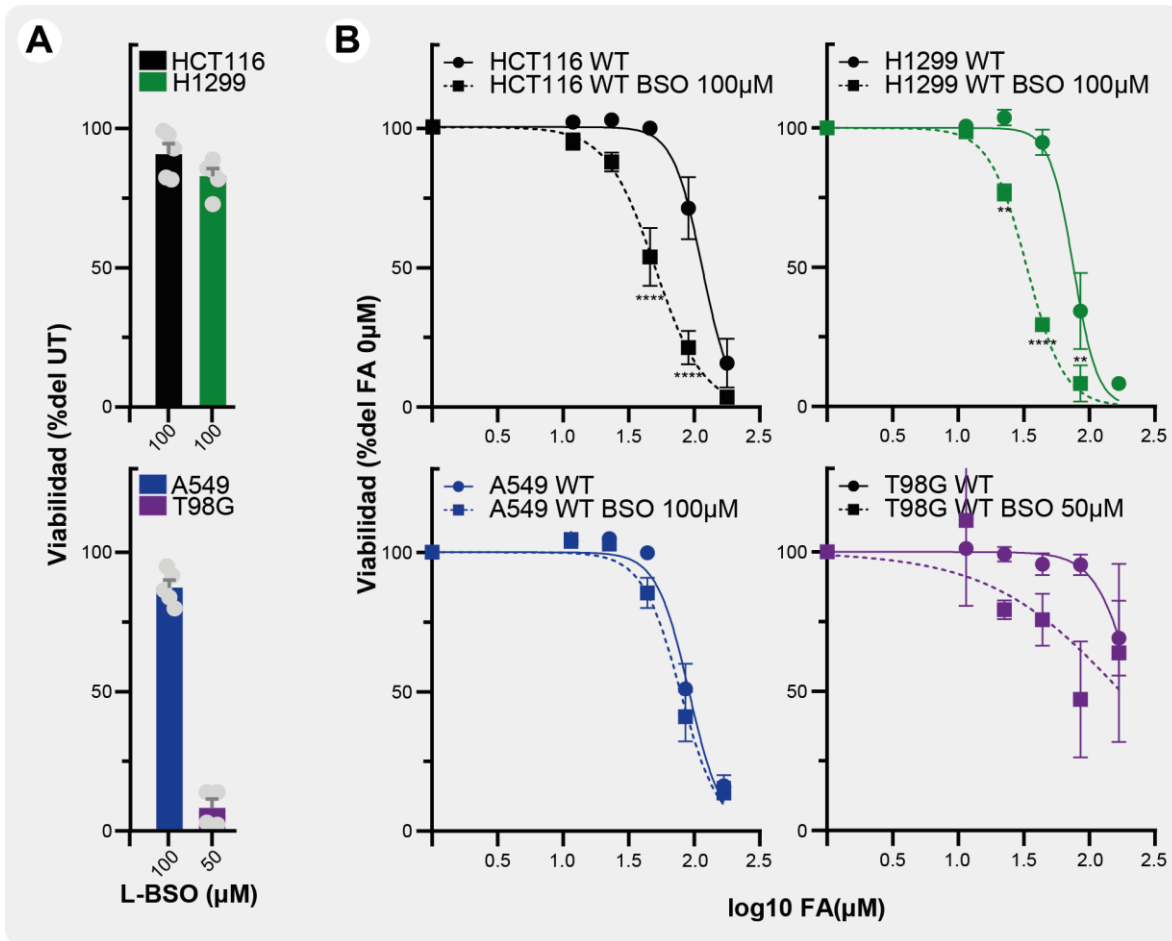 A
HCT116
H1299
100
50
0
100
100
A549
T98G
100
50
0
100
50
Viabilidad (%del UT)
L-BSO (µM)
B
HCT116 WT
HCT116 WT BSO 100µM
100
50
0
****
****
0.5
1.0
1.5
2.0
2.5
H1299 WT
H1299 WT BSO 100µM
100
50
0
**
****
**
0.5
1.0
1.5
2.0
2.5
A549 WT
A549 WT BSO 100µM
100
50
0
0.5
1.0
1.5
2.0
2.5
T98G WT
T98G WT BSO 50µM
100
50
0
0.5
1.0
1.5
2.0
2.5
Viabilidad (%del FA 0µM)
log10 FA(µM)